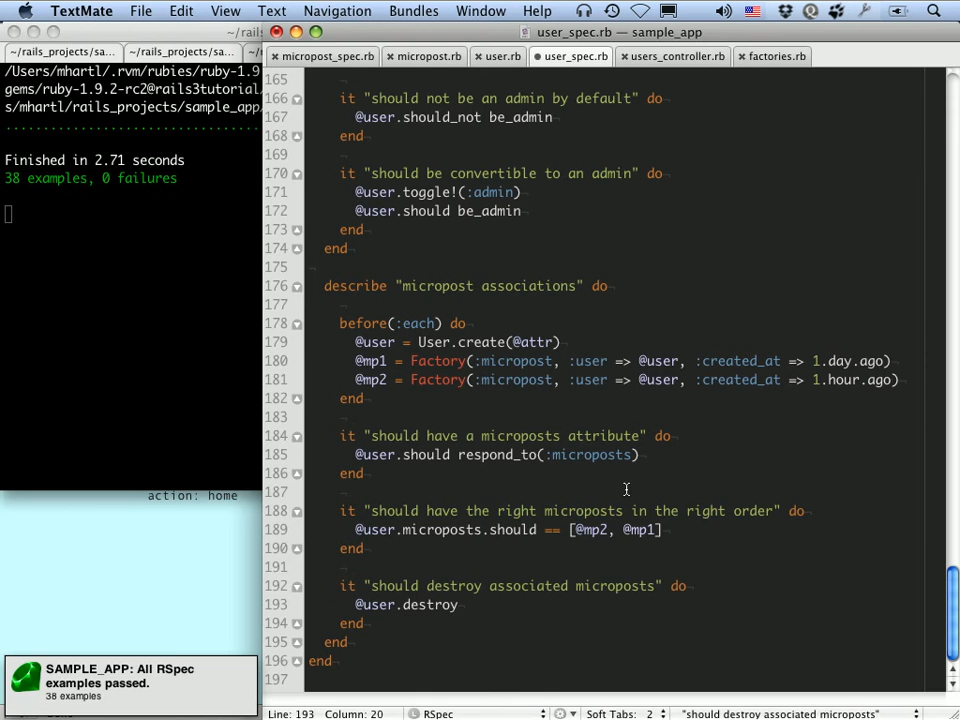 TextMate File Edit View Text Navigation Bundles Window Help
~/rails
user_spec.rb — sample_app
~/rails_projects/sa... ~/rails_projects/sa...
micropost_spec.rb micropost.rb user.rb user_spec.rb users_controller.rb factories.rb
/Users/mhartl/.rvm/rubies/ruby-1.9
gems/ruby-1.9.2-rc2@rails3tutorial
s/mhartl/rails_projects/sample_app
.................................
Finished in 2.71 seconds
38 examples, 0 failures
action: home
SAMPLE_APP: All RSpec
examples passed.
38 examples
165
166 it "should not be an admin by default" do
167 @user.should_not be_admin
168 end
169
170 it "should be convertible to an admin" do
171 @user.toggle!(:admin)
172 @user.should be_admin
173 end
174 end
175
176 describe "micropost associations" do
177
178 before(:each) do
179 @user = User.create(@attr)
180 @mp1 = Factory(:micropost, :user => @user, :created_at => 1.day.ago)
181 @mp2 = Factory(:micropost, :user => @user, :created_at => 1.hour.ago)
182 end
183
184 it "should have a microposts attribute" do
185 @user.should respond_to(:microposts)
186 end
187
188 it "should have the right microposts in the right order" do
189 @user.microposts.should == [@mp2, @mp1]
190 end
191
192 it "should destroy associated microposts" do
193 @user.destroy
194 end
195 end
196 end
197
Line: 193 Column: 20 RSpec Soft Tabs: 2 "should destroy associated microposts"